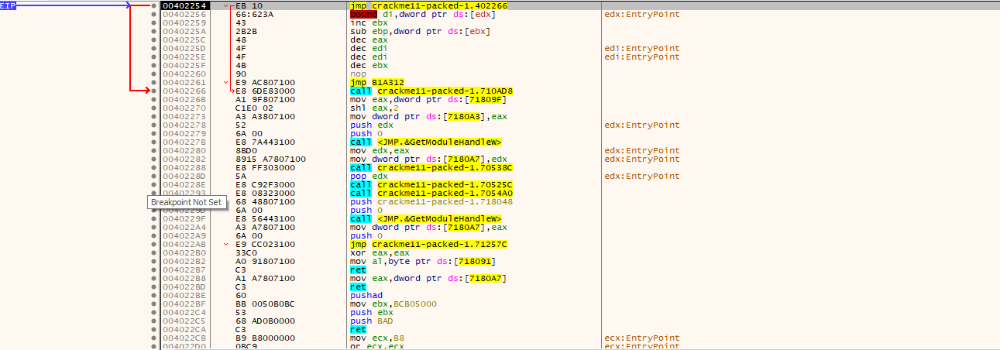 EIP 00402254 EB 10 jmp crackme11-packed-1.402266
00402256 66:623A bound di,dword ptr ds:[edx] edx:EntryPoint
00402259 43 inc ebx
0040225A 2B2B sub ebp,dword ptr ds:[ebx]
0040225C 48 dec eax
0040225D 4F dec edi edi:EntryPoint
0040225E 4F dec edi edi:EntryPoint
0040225F 4B dec ebx
00402260 90 nop
00402261 E9 AC807100 jmp B1A312
00402266 E8 6DE83000 call crackme11-packed-1.710AD8
0040226B A1 9F807100 mov eax,dword ptr ds:[71809F]
00402270 C1E0 02 shl eax,2
00402273 A3 A3807100 mov dword ptr ds:[7180A3],eax
00402278 52 push edx edx:EntryPoint
00402279 6A 00 push 0
0040227B E8 7A443100 call <JMP.&GetModuleHandleW>
00402280 8BD0 mov edx,eax edx:EntryPoint
00402282 8915 A7807100 mov dword ptr ds:[7180A7],edx edx:EntryPoint
00402288 E8 FF303000 call crackme11-packed-1.70538C
0040228D 5A pop edx edx:EntryPoint
0040228E E8 C92F3000 call crackme11-packed-1.70525C
00402293 E8 08323000 call crackme11-packed-1.7054A0
Breakpoint Not Set 68 48807100 push crackme11-packed-1.718048
0040229D 6A 00 push 0
0040229F E8 56443100 call <JMP.&GetModuleHandleW>
004022A4 A3 A7807100 mov dword ptr ds:[7180A7],eax
004022A9 6A 00 push 0
004022AB E9 CC023100 jmp crackme11-packed-1.71257C
004022B0 33C0 xor eax,eax
004022B2 A0 91807100 mov al,byte ptr ds:[718091]
004022B7 C3 ret
004022B8 A1 A7807100 mov eax,dword ptr ds:[7180A7]
004022BD C3 ret
004022BE 60 pushad
004022BF BB 0050B0BC mov ebx,BCB05000
004022C4 53 push ebx
004022C5 68 AD0B0000 push BAD
004022CA C3 ret
004022CB B9 B8000000 mov ecx,B8 ecx:EntryPoint
004022D0 0BC9 or ecx,ecx ecx:EntryPoint